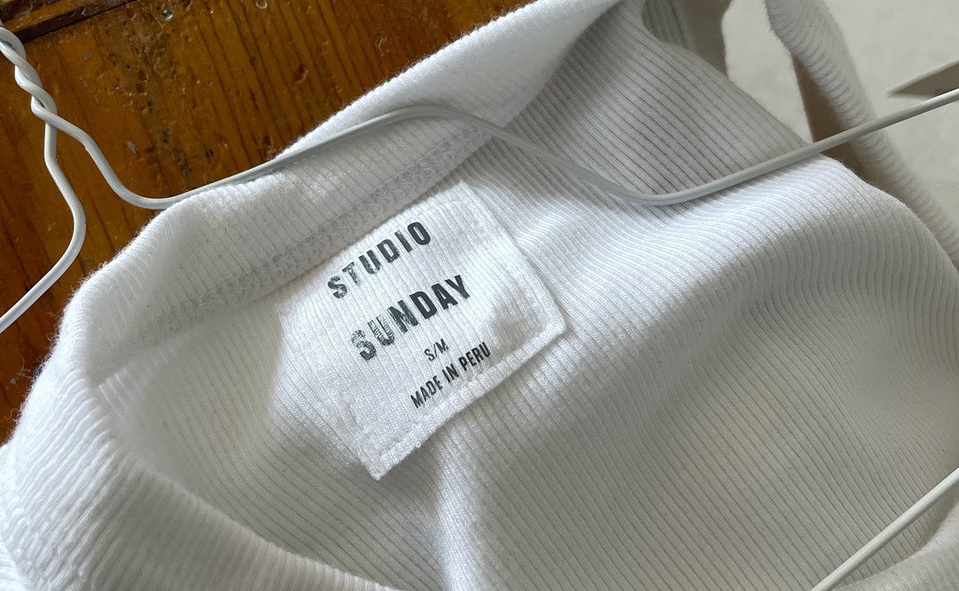 STUDIO
SUNDAY
S/M
MADE IN PERU